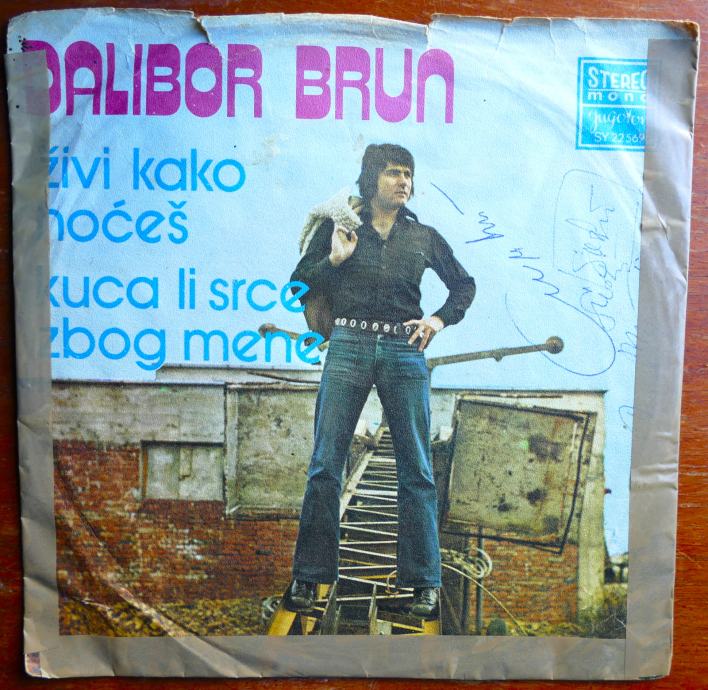 DALIBOR BRUN
živi kako
hoćeš
kuca li srce
zbog mene
STEREO
mono
jugoton
SY 22569